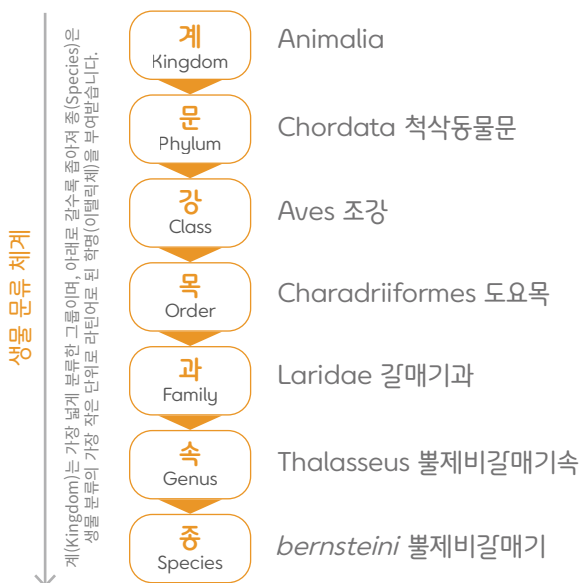 생물 분류 체계
계(Kingdom)는 가장 넓게 분류한 그룹이며, 아래로 갈수록 좁아져 종(Species)은
생물 분류의 가장 작은 단위로 라틴어로 된 학명(이탤릭체)을 부여받습니다.
계
Kingdom
Animalia
문
Phylum
Chordata 척삭동물문
강
Class
Aves 조강
목
Order
Charadriiformes 도요목
과
Family
Laridae 갈매기과
속
Genus
Thalasseus 뿔제비갈매기속
종
Species
bernsteini 뿔제비갈매기